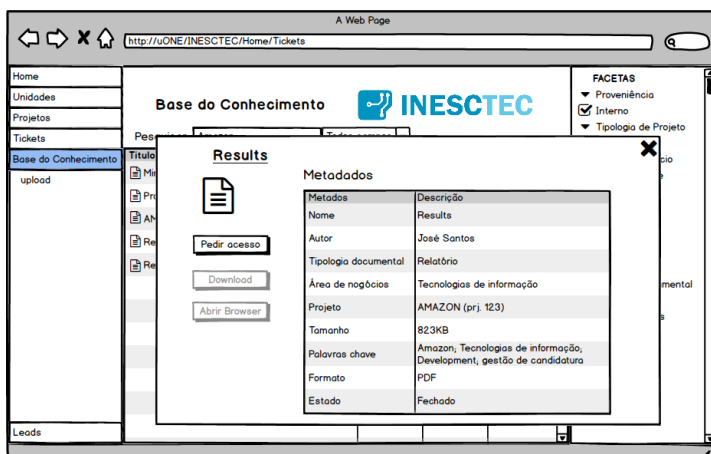 A Web Page
http://uONE/INESCTEC/Home/Tickets
Home
Unidades
Projetos
Tickets
Base do Conhecimento
upload
Leads
Base do Conhecimento
INESCTEC
Titulo
FACETAS
Proveniência
Interno
Tipologia de Projeto
Results
Pedir acesso
Download
Abrir Browser
Metadados
Metados Descrição
Nome Results
Autor José Santos
Tipologia documental Relatório
Área de nogócios Tecnologias de informação
Projeto AMAZON (prj. 123)
Tamanho 823KB
Palavras chave Amazon; Tecnologias de informação;
Development; gestão de candidatura
Formato PDF
Estado Fechado